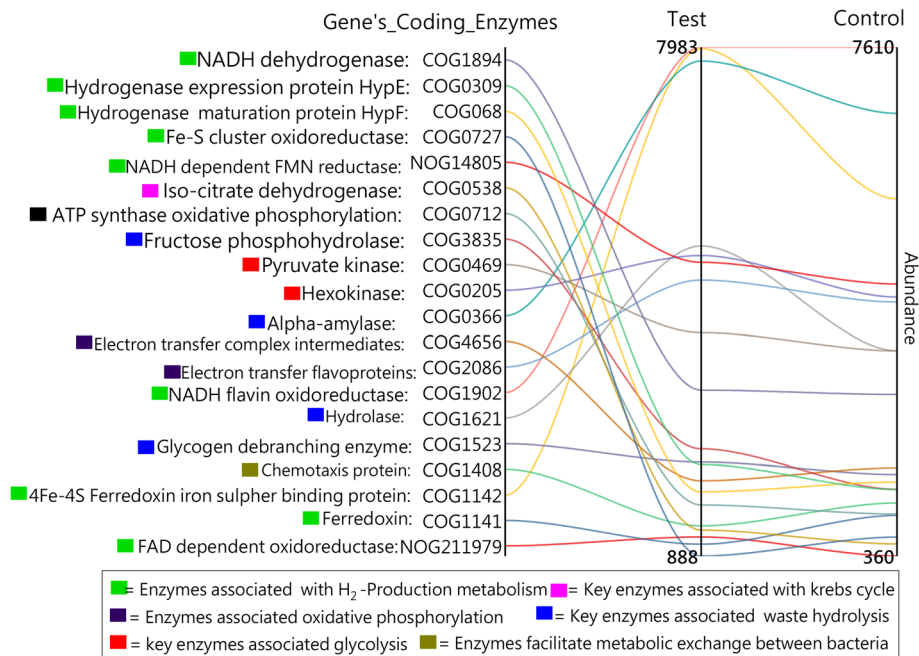 Gene's_Coding_Enzymes Test Control
7983 7610
NADH dehydrogenase: COG1894
Hydrogenase expression protein HypE: COG0309
Hydrogenase maturation protein HypF: COG068
Fe-S cluster oxidoreductase: COG0727
NADH dependent FMN reductase: NOG14805
Iso-citrate dehydrogenase: COG0538
ATP synthase oxidative phosphorylation: COG0712
Fructose phosphohydrolase: COG3835
Pyruvate kinase: COG0469
Hexokinase: COG0205
Alpha-amylase: COG0366
Electron transfer complex intermediates: COG4656
Electron transfer flavoproteins: COG2086
NADH flavin oxidoreductase: COG1902
Hydrolase: COG1621
Glycogen debranching enzyme: COG1523
Chemotaxis protein: COG1408
4Fe-4S Ferredoxin iron sulpher binding protein: COG1142
Ferredoxin: COG1141
FAD dependent oxidoreductase: NOG211979
888 360
Abundance
= Enzymes associated with H2-Production metabolism = Key enzymes associated with krebs cycle
= Enzymes associated oxidative phosphorylation = Key enzymes associated waste hydrolysis
= key enzymes associated glycolysis = Enzymes facilitate metabolic exchange between bacteria